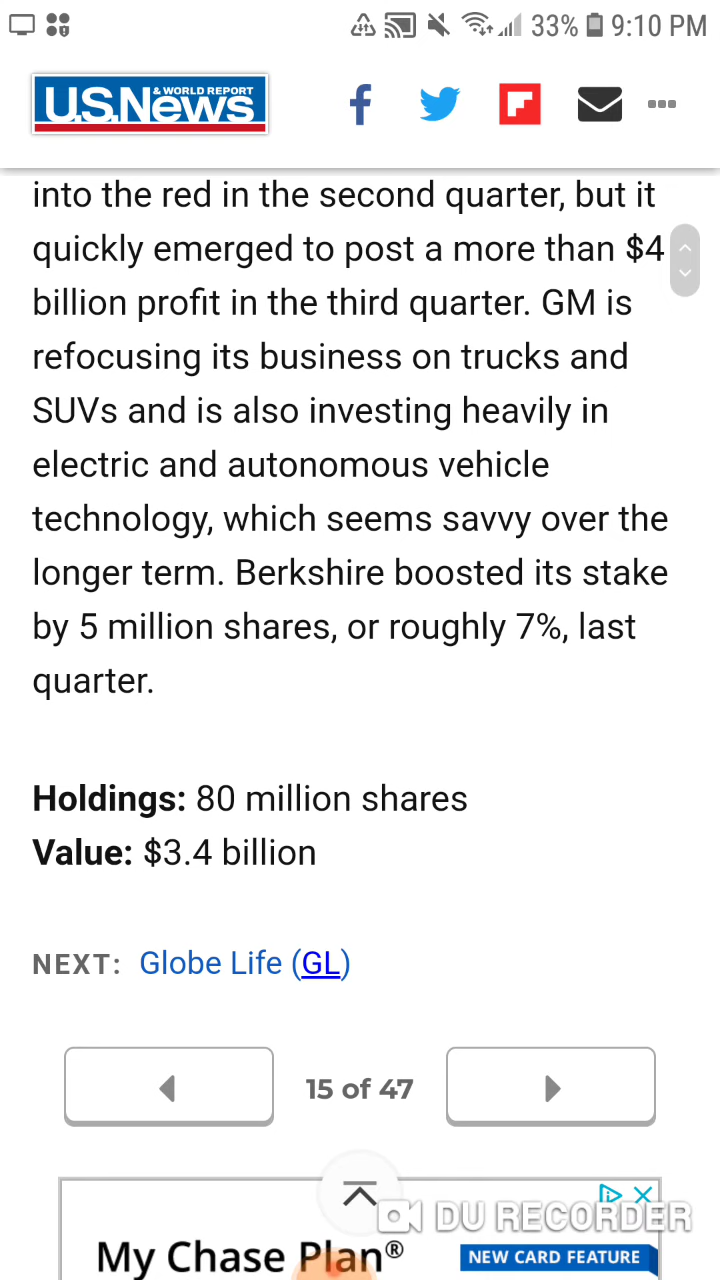 33% 9:10 PM
U.S.News
& WORLD REPORT
into the red in the second quarter, but it
quickly emerged to post a more than $4
billion profit in the third quarter. GM is
refocusing its business on trucks and
SUVs and is also investing heavily in
electric and autonomous vehicle
technology, which seems savvy over the
longer term. Berkshire boosted its stake
by 5 million shares, or roughly 7%, last
quarter.
Holdings: 80 million shares
Value: $3.4 billion
NEXT: Globe Life (GL)
15 of 47
DU RECORDER
My Chase Plan®
NEW CARD FEATURE